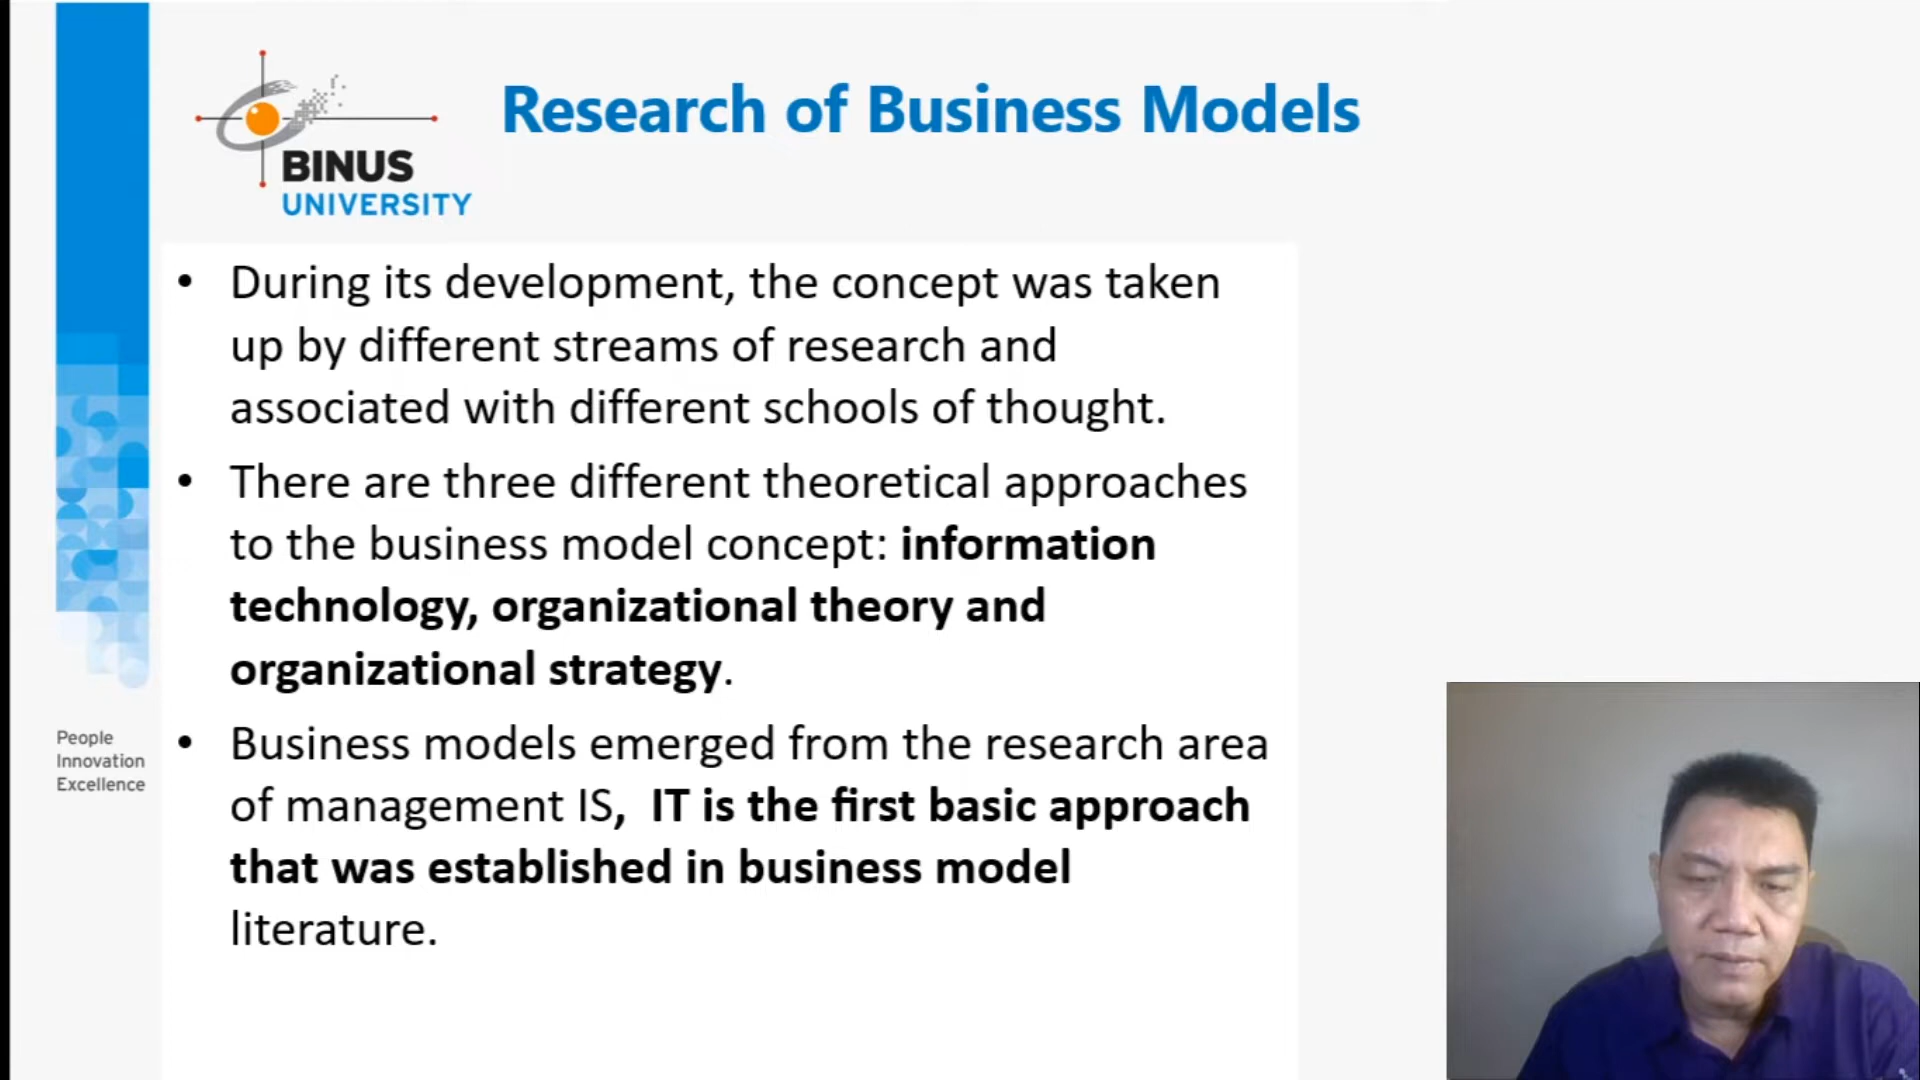 Research of Business Models
BINUS
UNIVERSITY
• During its development, the concept was taken
up by different streams of research and
associated with different schools of thought.
• There are three different theoretical approaches
to the business model concept: information
technology, organizational theory and
organizational strategy.
• Business models emerged from the research area
of management IS,  IT is the first basic approach
that was established in business model
literature.
People
Innovation
Excellence